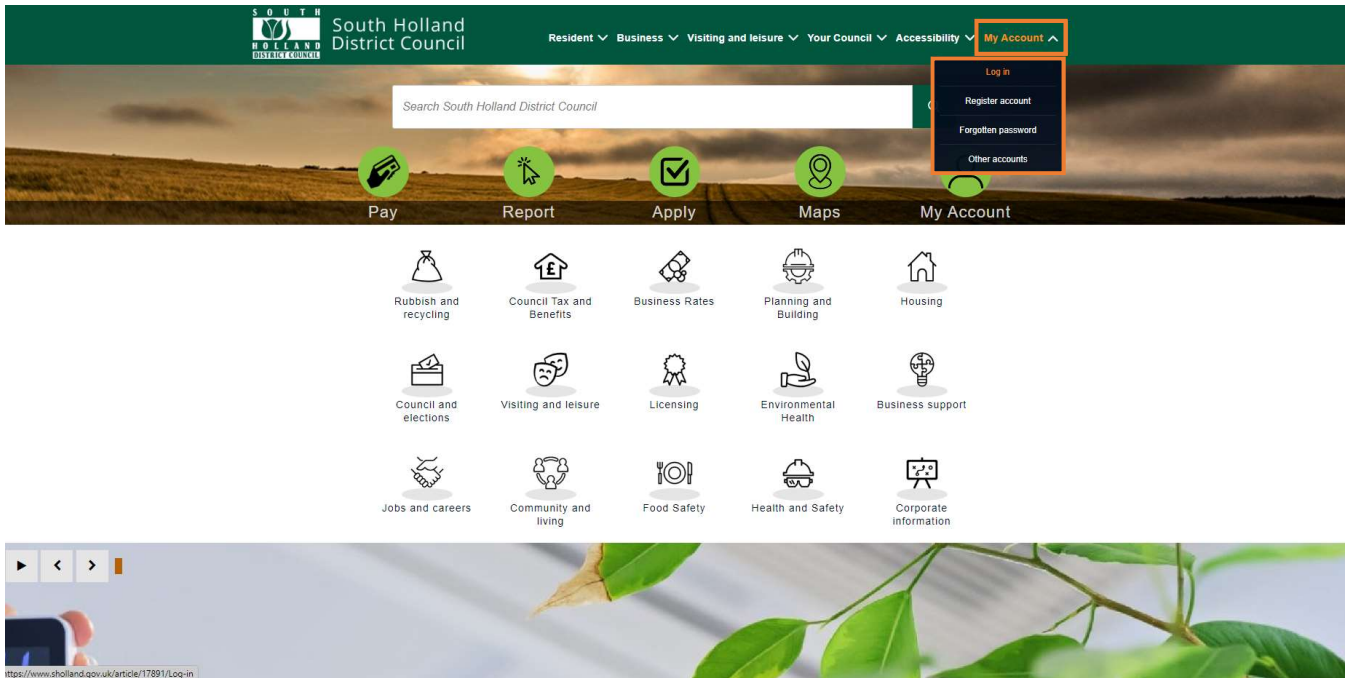 SOUTH
HOLLAND
DISTRICT COUNCIL
South Holland
District Council
Resident Business Visiting and leisure Your Council Accessibility My Account
Log in
Register account
Forgotten password
Other accounts
Search South Holland District Council
Pay Report Apply Maps My Account
Rubbish and
recycling
Council Tax and
Benefits
Business Rates
Planning and
Building
Housing
Council and
elections
Visiting and leisure
Licensing
Environmental
Health
Business support
Jobs and careers
Community and
living
Food Safety
Health and Safety
Corporate
information
https://www.sholland.gov.uk/article/17891/Log-in